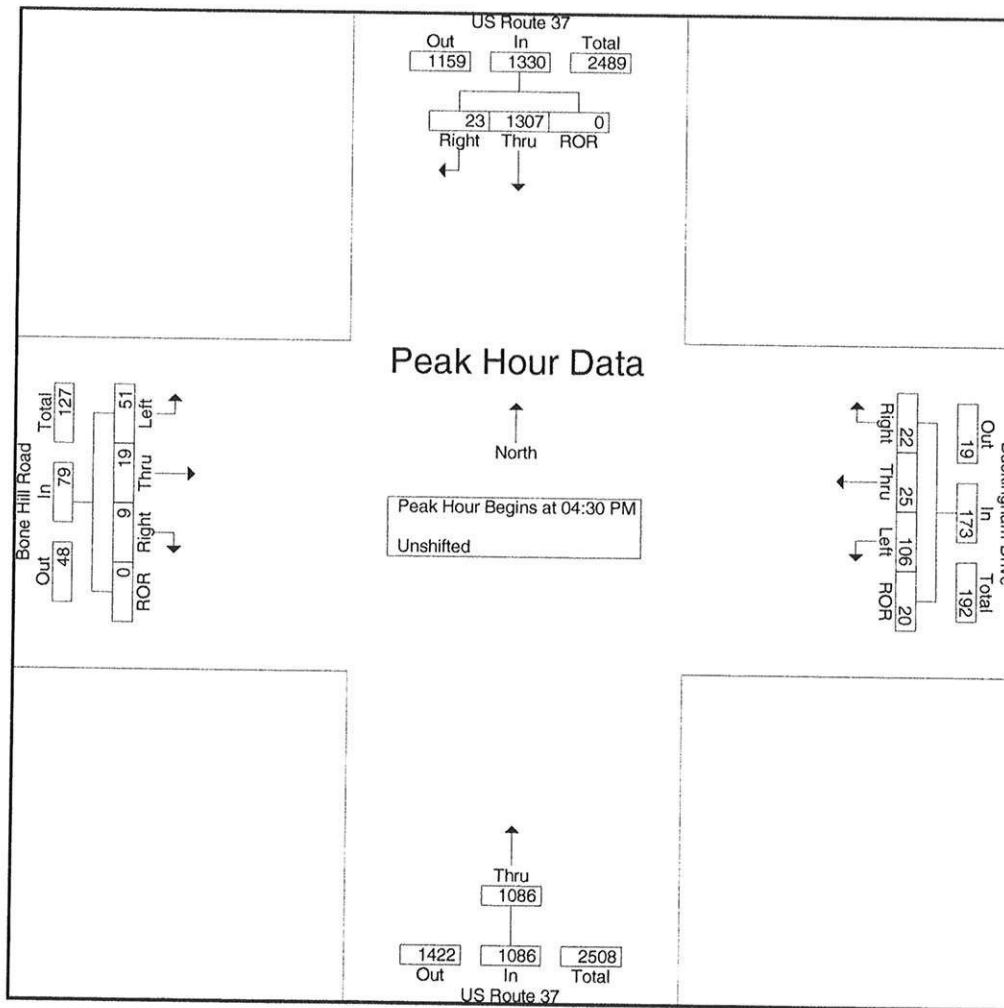 US Route 37
Out In Total
1159 1330 2489
23 1307 0
Right Thru ROR
Peak Hour Data
North
Peak Hour Begins at 04:30 PM
Unshifted
Bone Hill Road
Out In Total
48 79 127
51 19 9 0
Left Thru Right ROR
Out In Total
19 173 192
Right Thru Left ROR
22 25 106 20
Drive
Thru
1086
1422 1086 2508
Out In Total
US Route 37